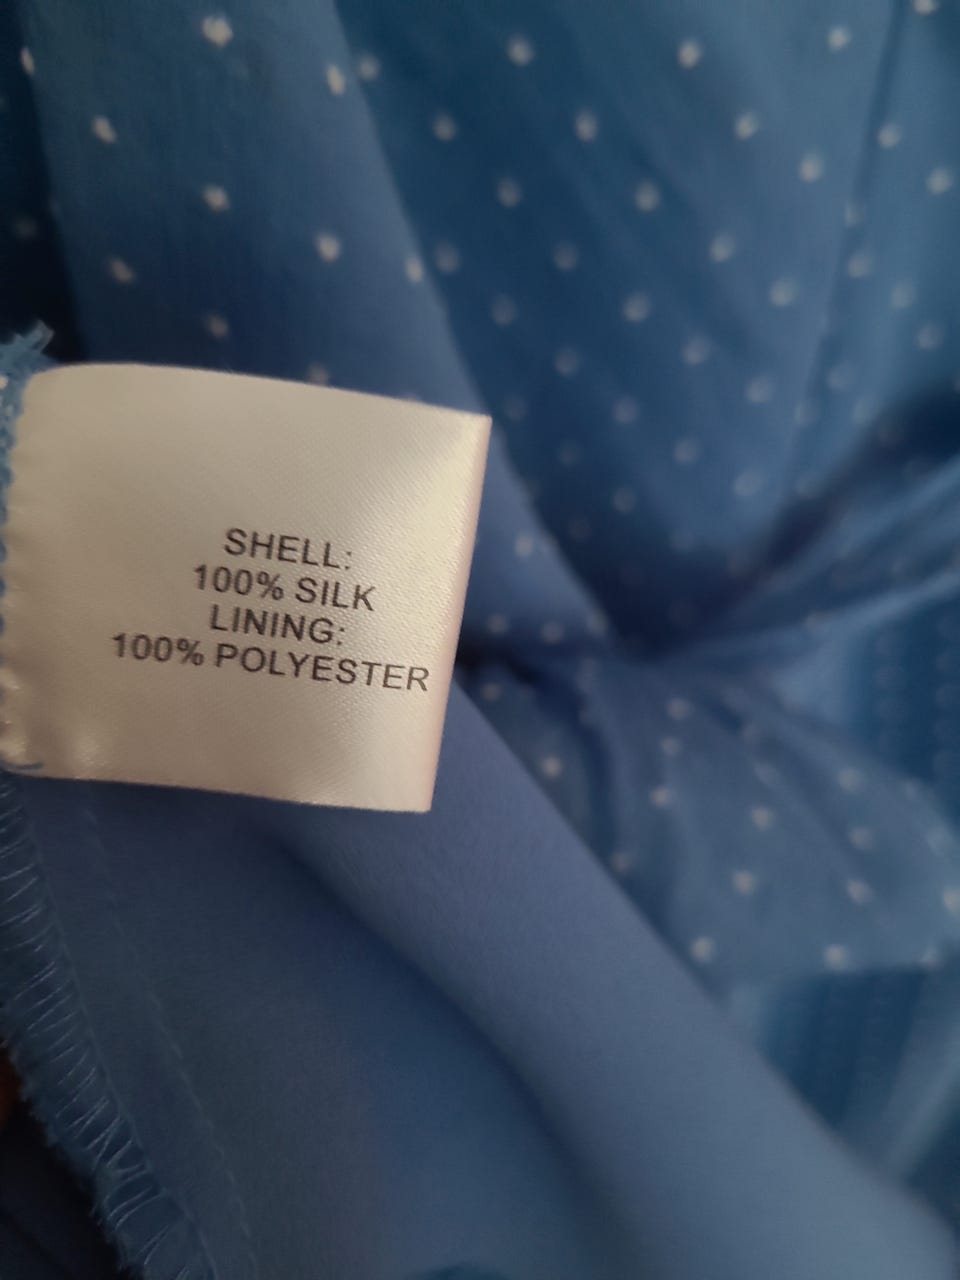 SHELL:
100% SILK
LINING:
100% POLYESTER